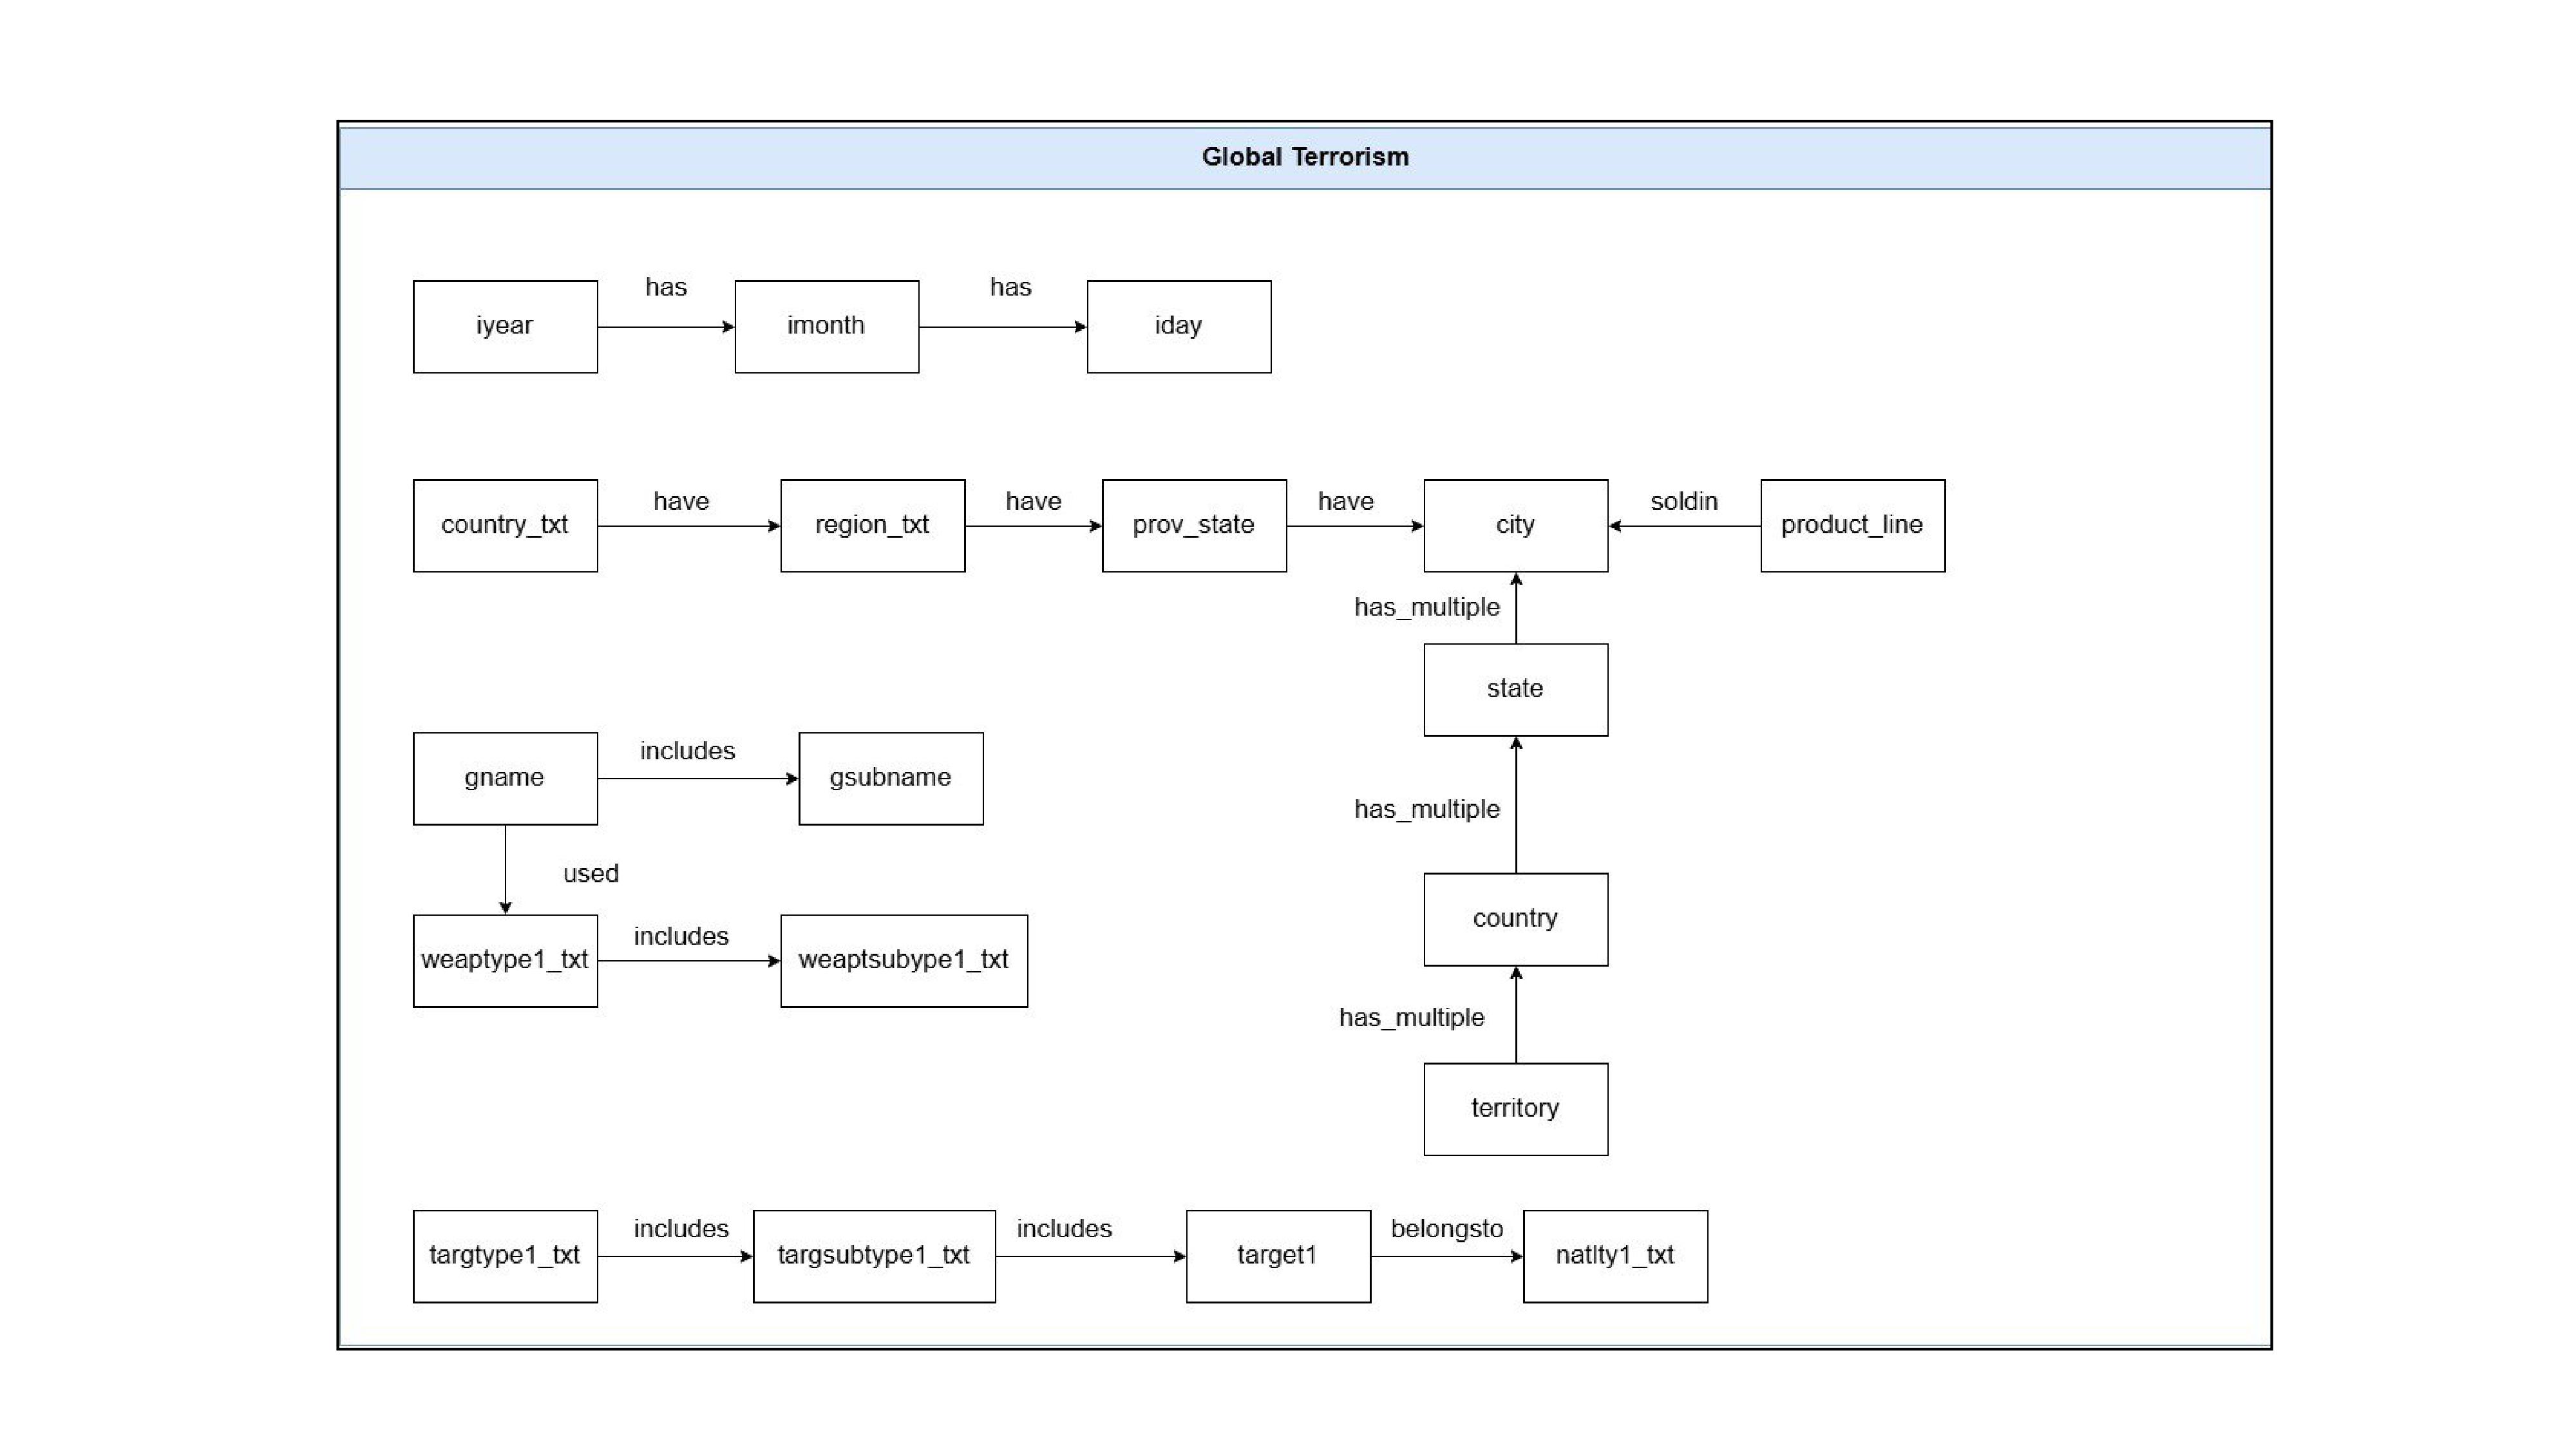 Global Terrorism
has
has
iyear
imonth
iday
have
have
have
soldin
country_txt
region_txt
prov_state
city
product_line
has_multiple
state
includes
gname
gsubname
has_multiple
used
country
includes
weaptype1_txt
weaptsubype1_txt
has_multiple
territory
includes
includes
belongsto
targtype1_txt
targsubtype1_txt
target1
natlty1_txt